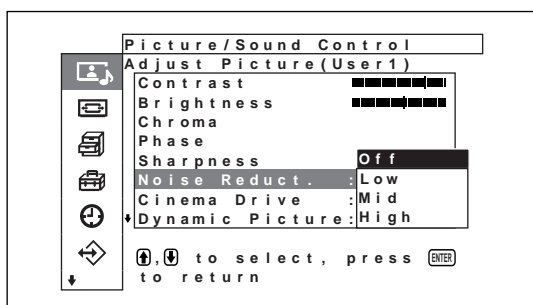 Picture/Sound Control
Adjust Picture(User1)
Contrast
Brightness
Chroma
Phase
Sharpness
Off
Noise Reduct. :Low
Cinema Drive :Mid
Dynamic Picture:High
, to select, press ENTER
to return